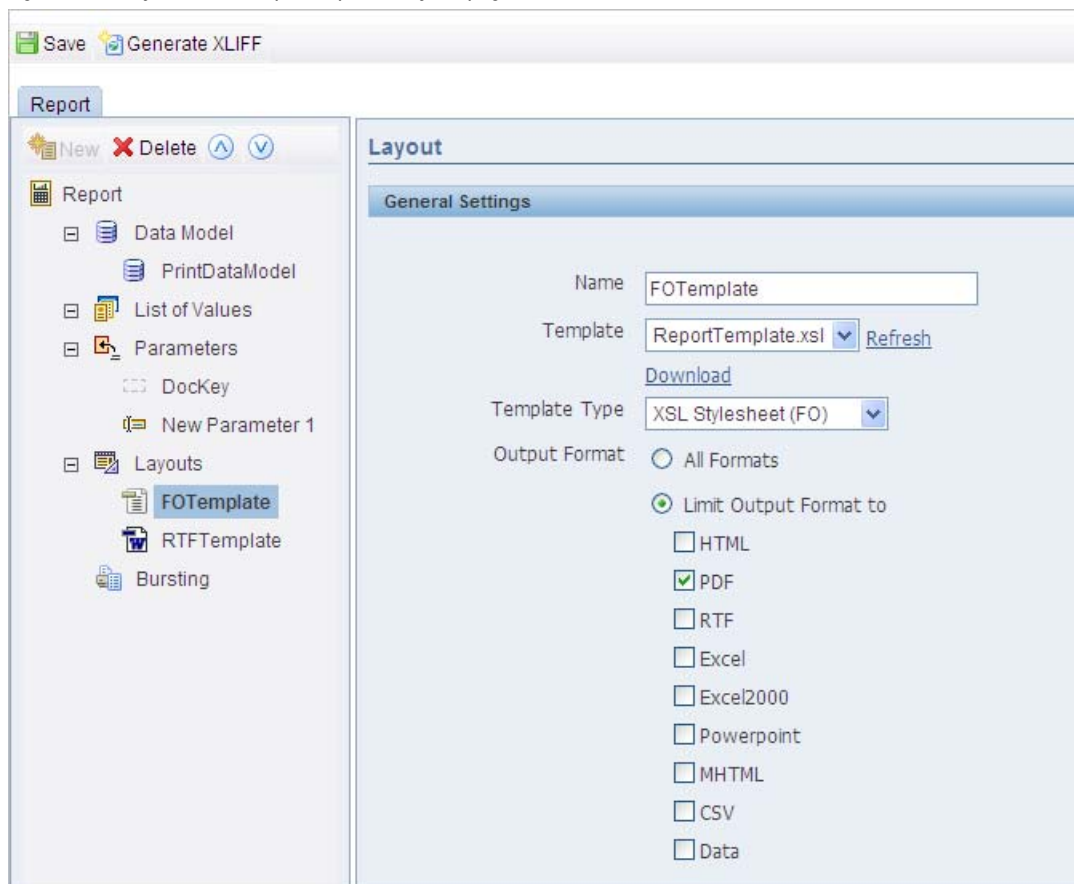 Save Generate XLIFF
Report
New Delete
Report
Data Model
PrintDataModel
List of Values
Parameters
DocKey
New Parameter 1
Layouts
FOTemplate
RTFTemplate
Bursting
Layout
General Settings
Name FOTemplate
Template ReportTemplate.xsl Refresh
Download
Template Type XSL Stylesheet (FO)
Output Format All Formats
Limit Output Format to
HTML
PDF
RTF
Excel
Excel2000
Powerpoint
MHTML
CSV
Data